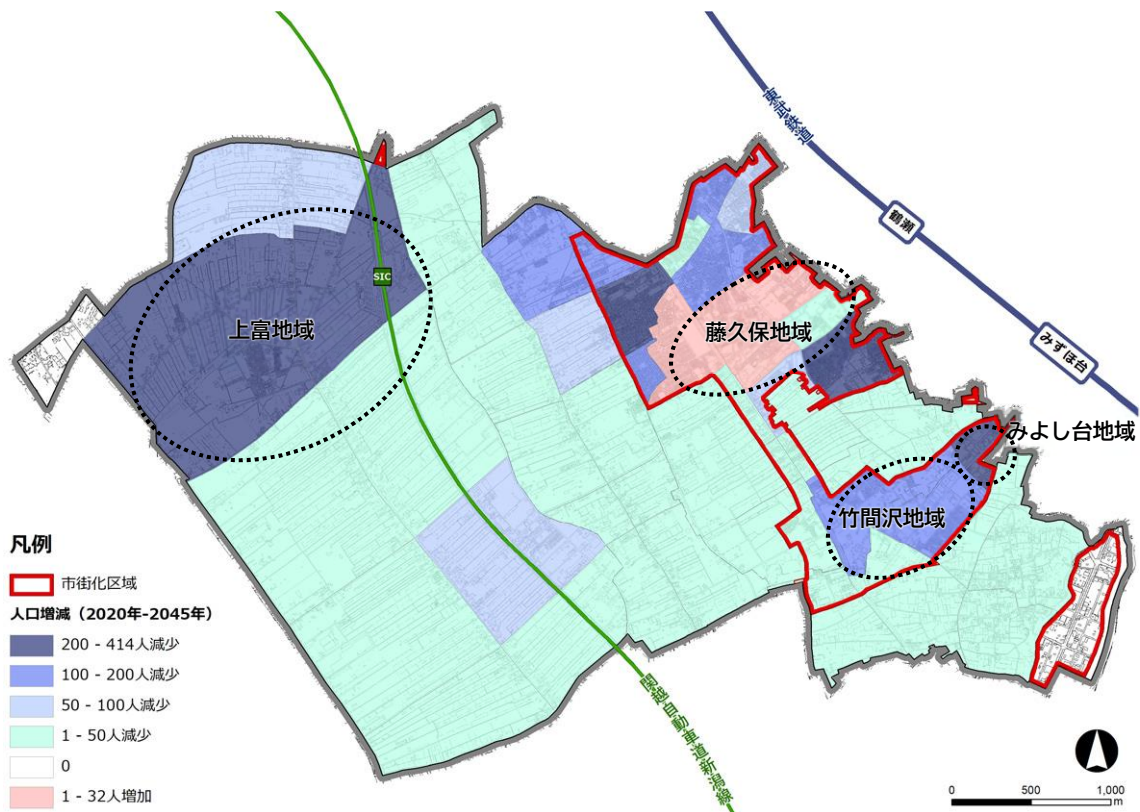 東武鉄道
鶴瀬
みずほ台
SIC
上富地域
藤久保地域
みよし台地域
竹間沢地域
関越自動車道新潟線
凡例
市街化区域
人口増減（2020年-2045年）
200 - 414人減少
100 - 200人減少
50 - 100人減少
1 - 50人減少
0
1 - 32人増加
0 500 1,000
m